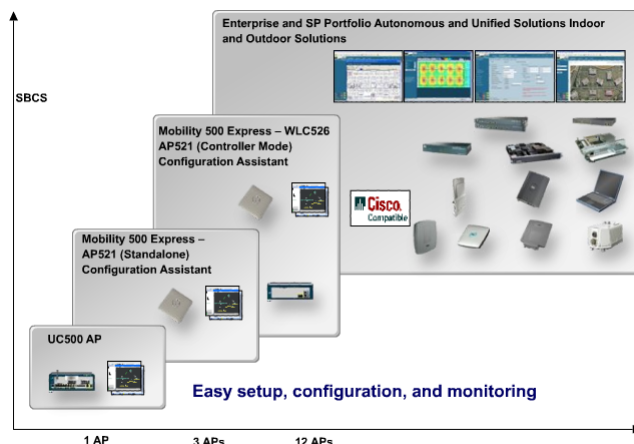 Enterprise and SP Portfolio Autonomous and Unified Solutions Indoor
and Outdoor Solutions
SBCS
Mobility 500 Express – WLC526
AP521 (Controller Mode)
Configuration Assistant
Cisco.
Compatible
Mobility 500 Express –
AP521 (Standalone)
Configuration Assistant
UC500 AP
Easy setup, configuration, and monitoring
1 AP
3 APs
12 APs